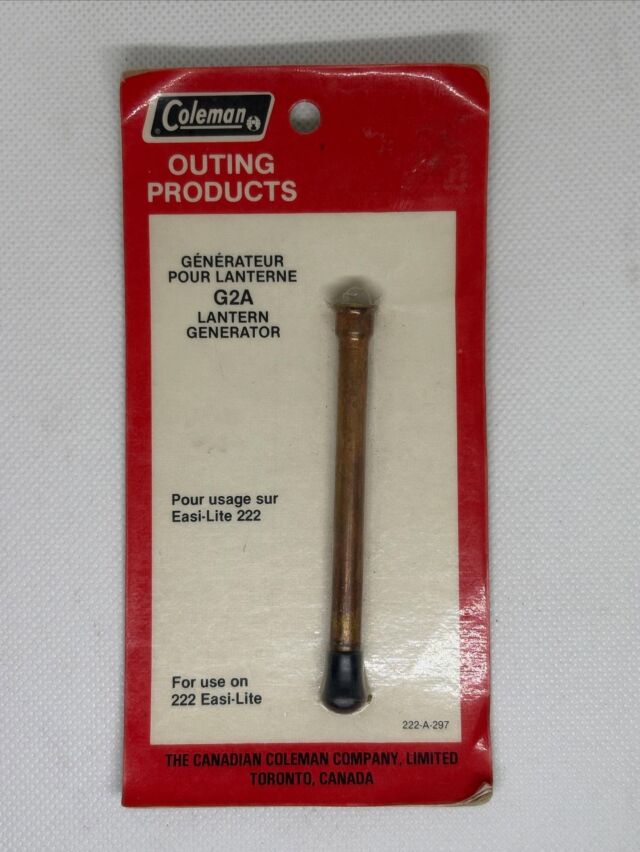 Coleman
OUTING
PRODUCTS
GÉNÉRATEUR
POUR LANTERNE
G2A
LANTERN
GENERATOR
Pour usage sur
Easi-Lite 222
For use on
222 Easi-Lite
222-A-297
THE CANADIAN COLEMAN COMPANY, LIMITED
TORONTO, CANADA